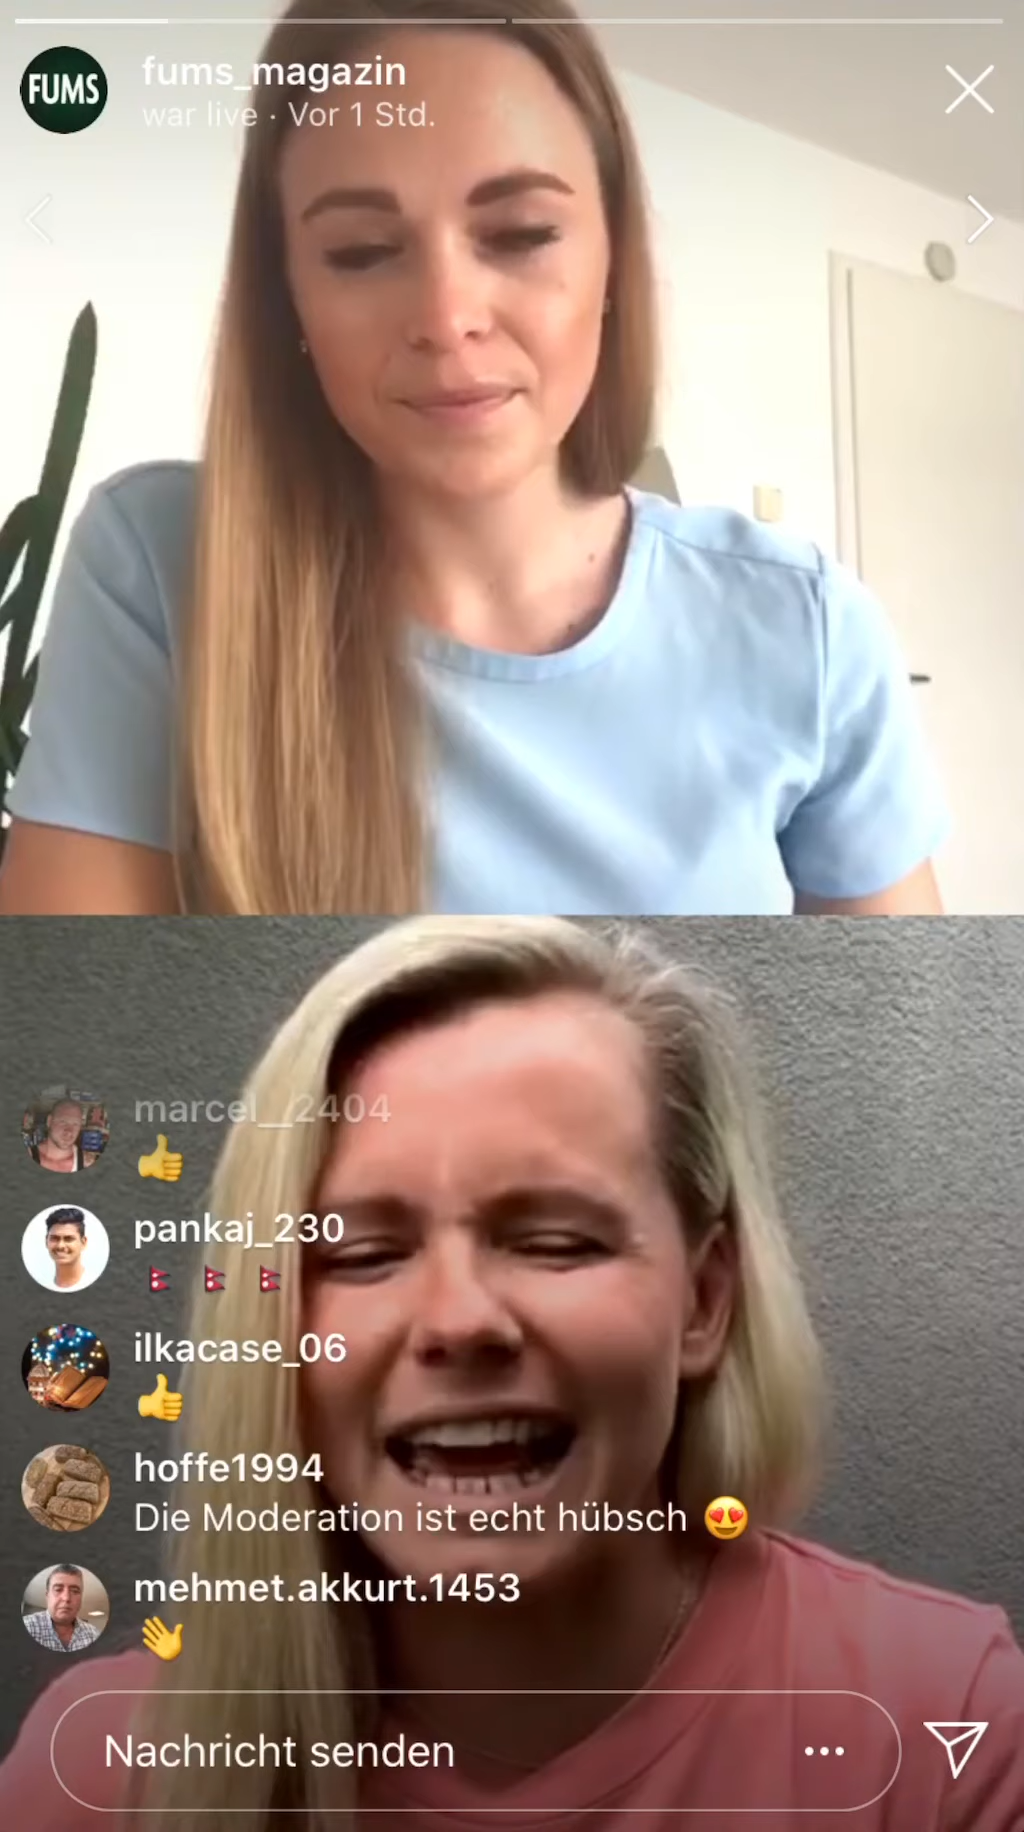 FUMS
fums_magazin
war live · Vor 1 Std.
marcel__2404
👍
pankaj_230
🇳🇵 🇳🇵 🇳🇵
ilkacase_06
👍
hoffe1994
Die Moderation ist echt hübsch 😍
mehmet.akkurt.1453
👋
Nachricht senden